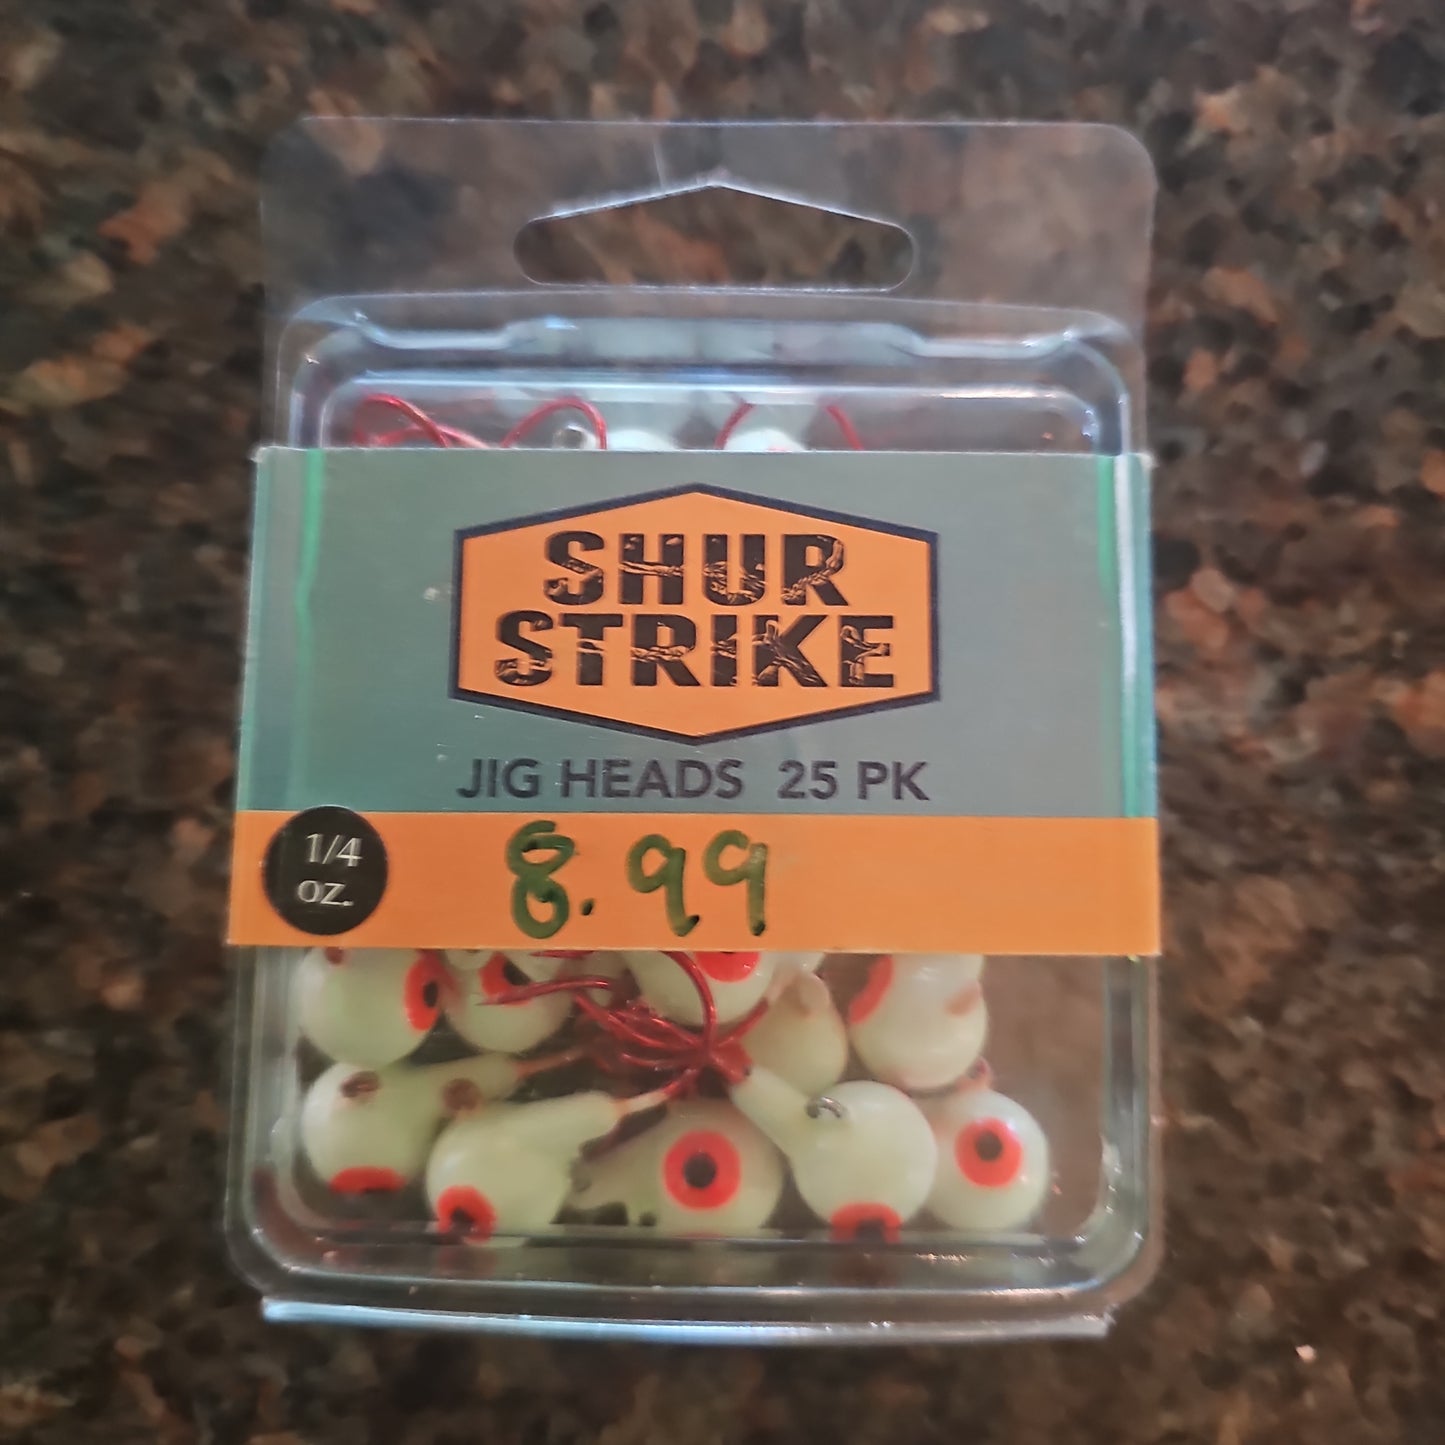 SHUR
STRIKE
JIG HEADS 25 PK
1/4
oz.
8.99